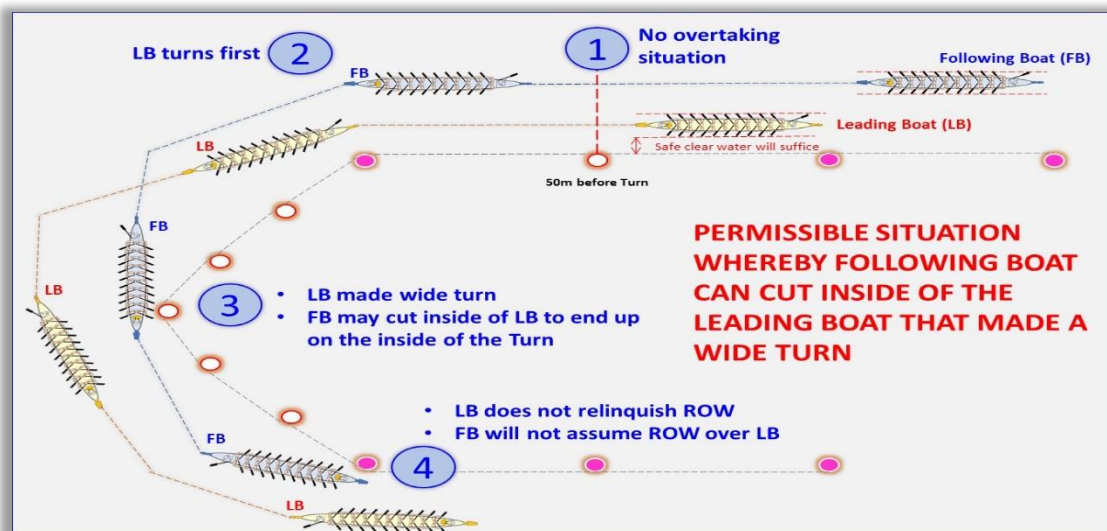 LB turns first
2
FB
1
No overtaking
situation
Following Boat (FB)
Leading Boat (LB)
Safe clear water will suffice
LB
50m before Turn
FB
PERMISSIBLE SITUATION
WHEREBY FOLLOWING BOAT
CAN CUT INSIDE OF THE
LEADING BOAT THAT MADE A
WIDE TURN
LB
3
• LB made wide turn
• FB may cut inside of LB to end up
on the inside of the Turn
• LB does not relinquish ROW
• FB will not assume ROW over LB
FB
4
LB